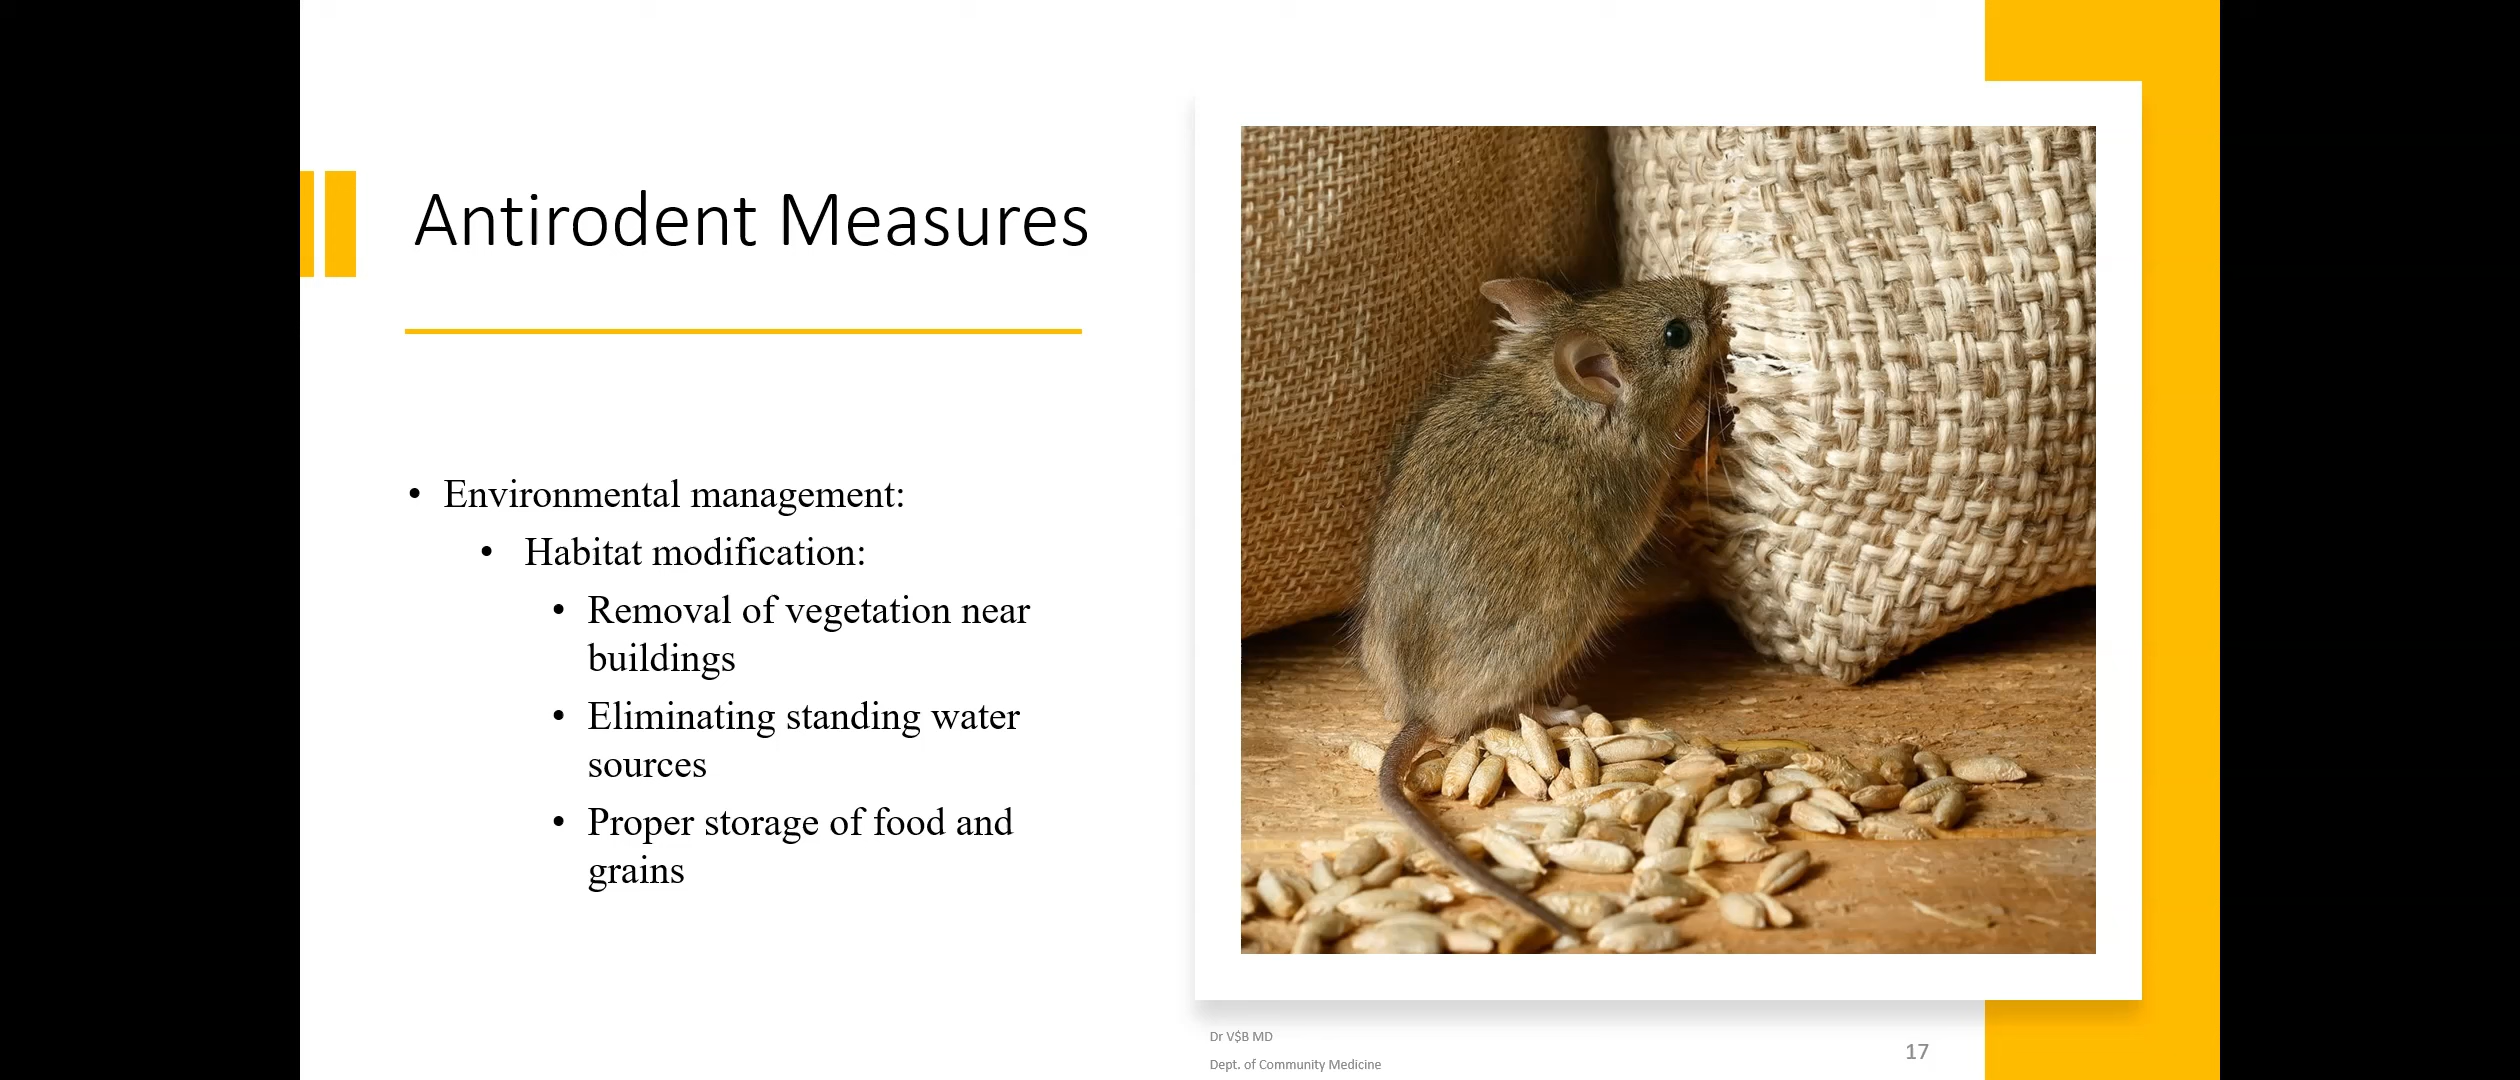 Antirodent Measures
• Environmental management:
• Habitat modification:
• Removal of vegetation near
buildings
• Eliminating standing water
sources
• Proper storage of food and
grains
Dr V$B MD
Dept. of Community Medicine
17